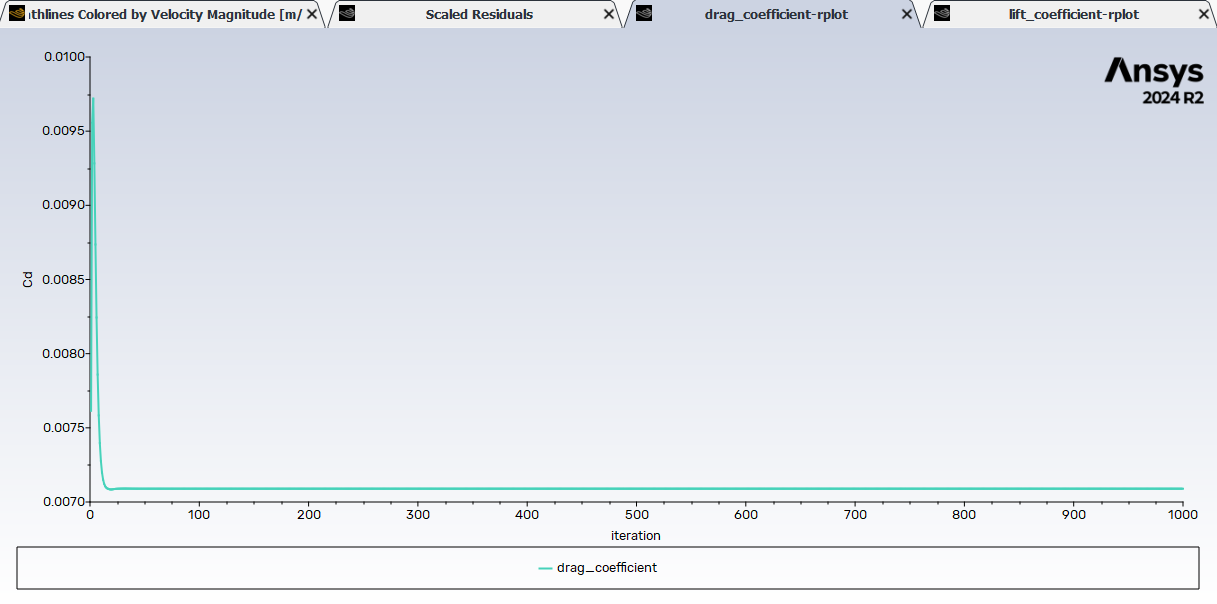 thlines Colored by Velocity Magnitude [m/
Scaled Residuals
drag_coefficient-rplot
lift_coefficient-rplot
Ansys
2024 R2
0.0100
0.0095
0.0090
0.0085
0.0080
0.0075
0.0070
Cd
0 100 200 300 400 500 600 700 800 900 1000
iteration
drag_coefficient